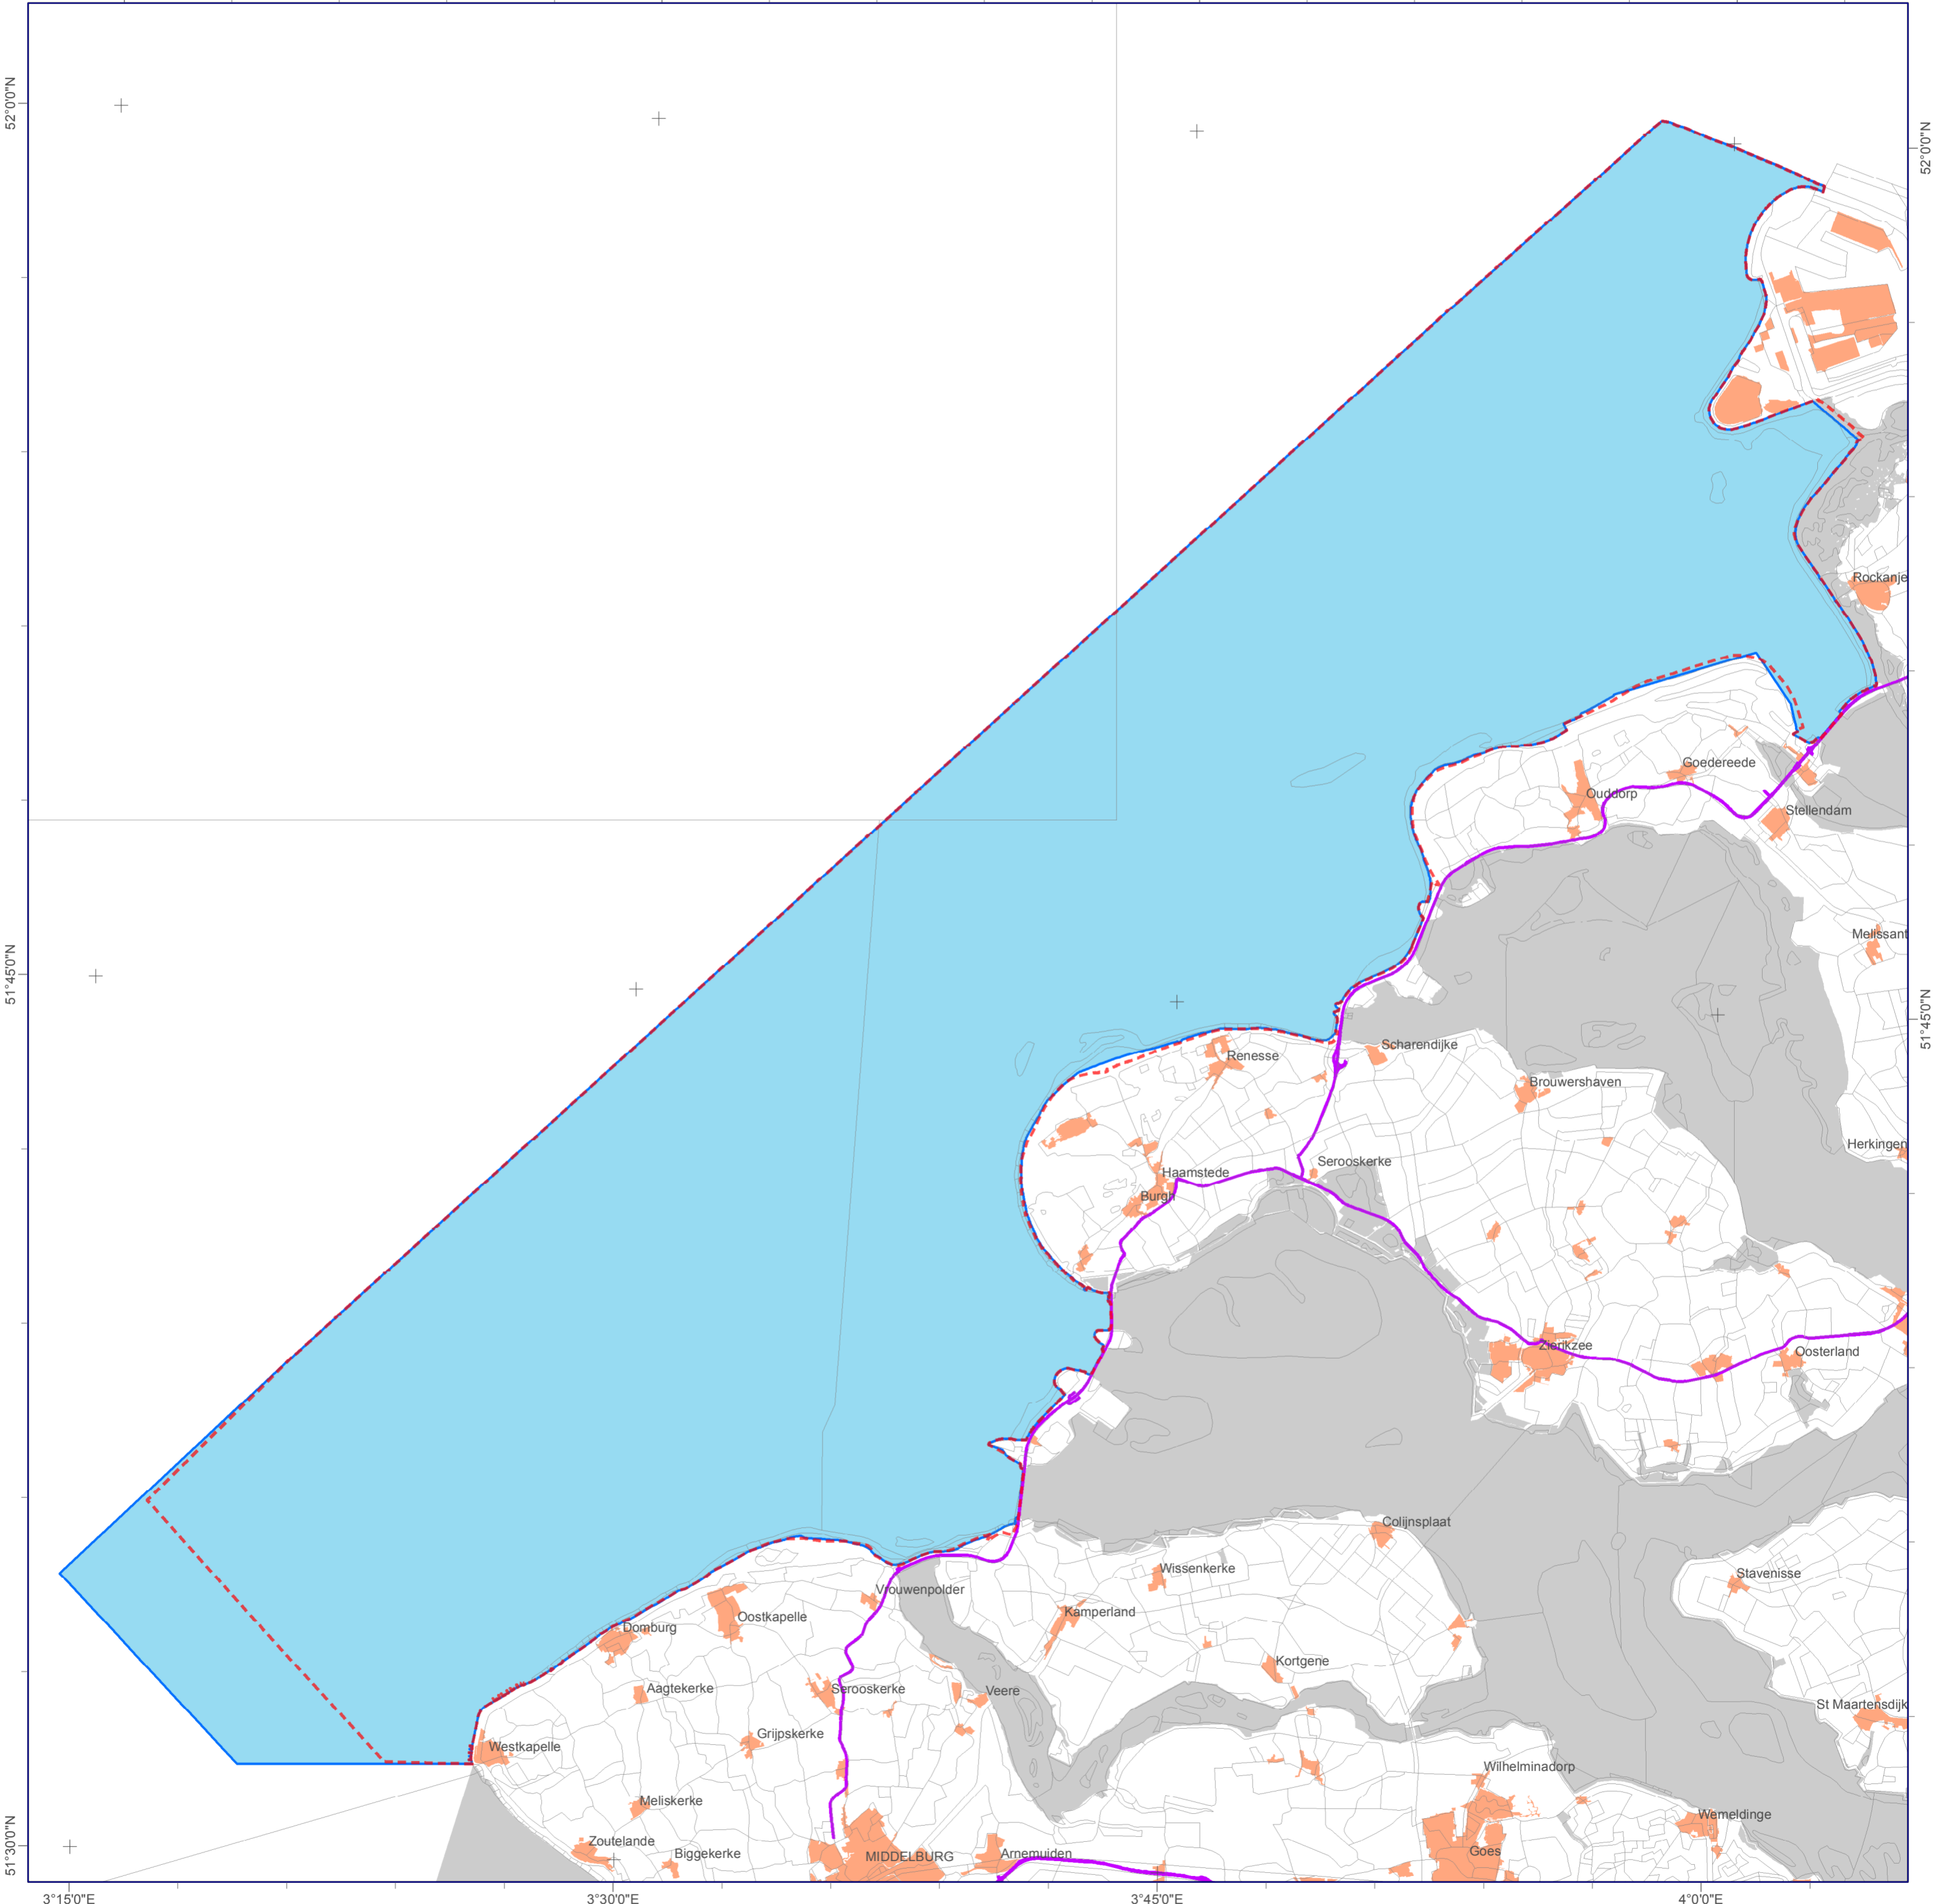 52°0'0"N
52°0'0"N
Rockanje
Goedereede
Ouddorp
Stellendam
Melissant
51°45'0"N
51°45'0"N
Scharendijke
Renesse
Brouwershaven
Herkingen
Serooskerke
Haamstede
Burgh
Zierikzee
Oosterland
Colijnsplaat
Wissenkerke
Stavenisse
Vrouwenpolder
Kamperland
Oostkapelle
Domburg
Kortgene
Aagtekerke
Serooskerke
Veere
St Maartensdijk
Grijpskerke
Westkapelle
Wilhelminadorp
Meliskerke
Wemeldinge
Zoutelande
51°30'0"N
Biggekerke
MIDDELBURG
Arnemuiden
Goes
3°15'0"E
3°30'0"E
3°45'0"E
4°0'0"E